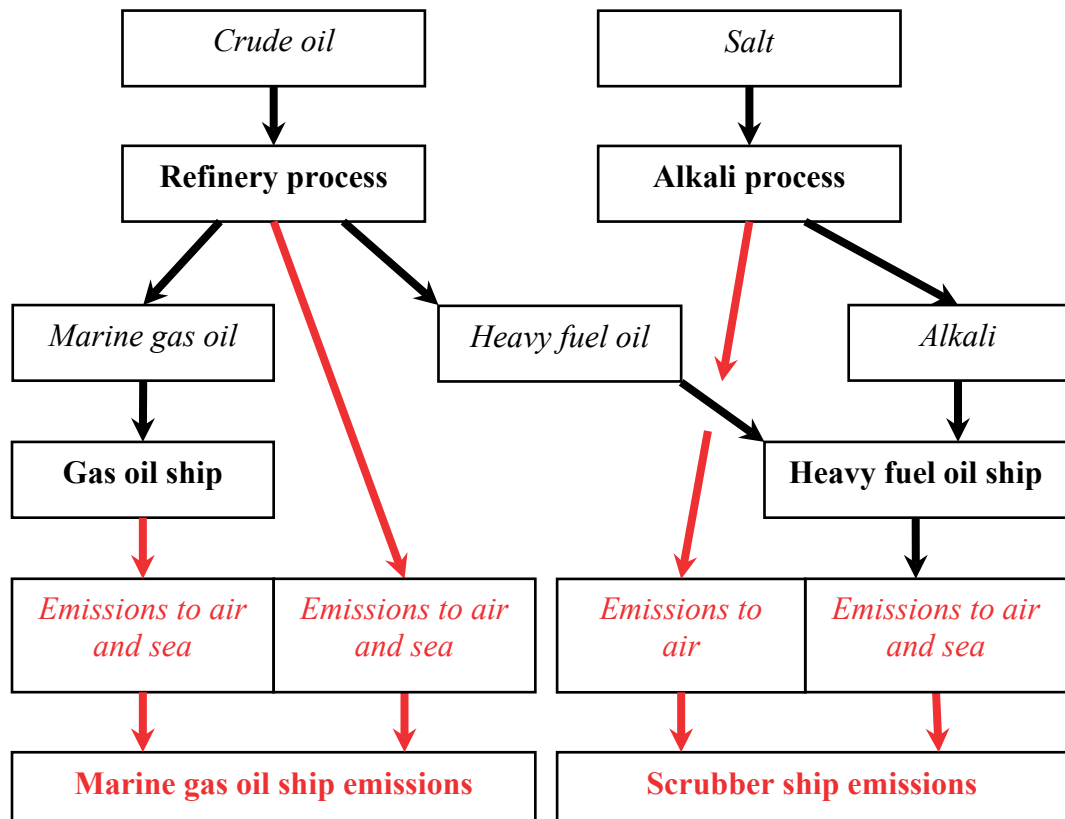 Crude oil
Salt
Refinery process
Alkali process
Marine gas oil
Heavy fuel oil
Alkali
Gas oil ship
Heavy fuel oil ship
Emissions to air
and sea
Emissions to air
and sea
Emissions to
air
Emissions to air
and sea
Marine gas oil ship emissions
Scrubber ship emissions